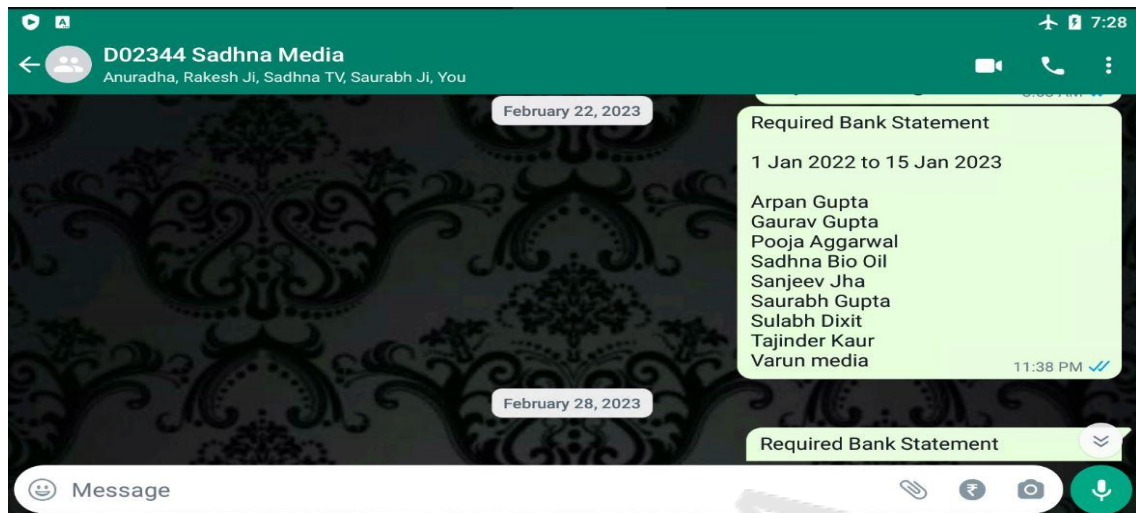 7:28
D02344 Sadhna Media
Anuradha, Rakesh Ji, Sadhna TV, Saurabh Ji, You
February 22, 2023
Required Bank Statement
1 Jan 2022 to 15 Jan 2023
Arpan Gupta
Gaurav Gupta
Pooja Aggarwal
Sadhna Bio Oil
Sanjeev Jha
Saurabh Gupta
Sulabh Dixit
Tajinder Kaur
Varun media
11:38 PM
February 28, 2023
Required Bank Statement
Message